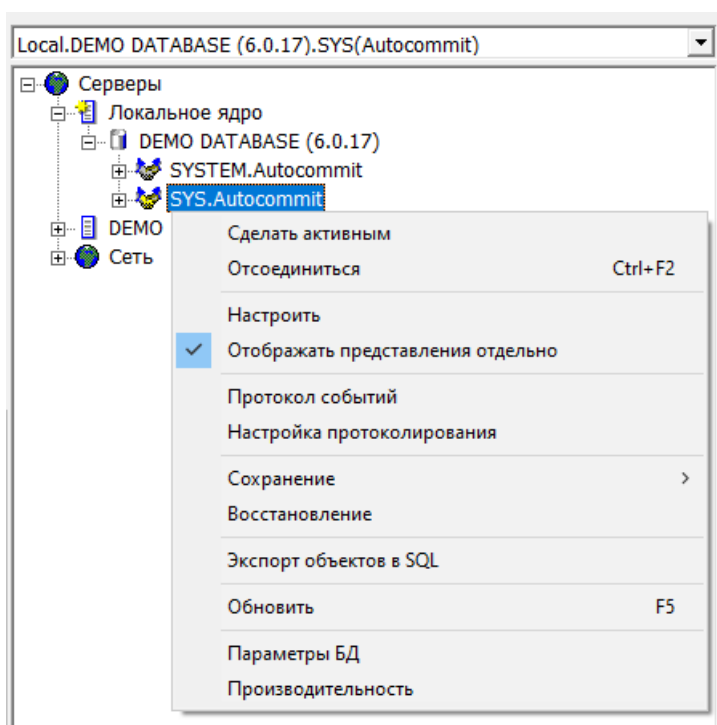 Local.DEMO DATABASE (6.0.17).SYS(Autocommit)
Серверы
Локальное ядро
DEMO DATABASE (6.0.17)
SYSTEM.Autocommit
SYS.Autocommit
DEMO
Сеть
Сделать активным
Отсоединиться Ctrl+F2
Настроить
Отображать представления отдельно
Протокол событий
Настройка протоколирования
Сохранение
Восстановление
Экспорт объектов в SQL
Обновить F5
Параметры БД
Производительность